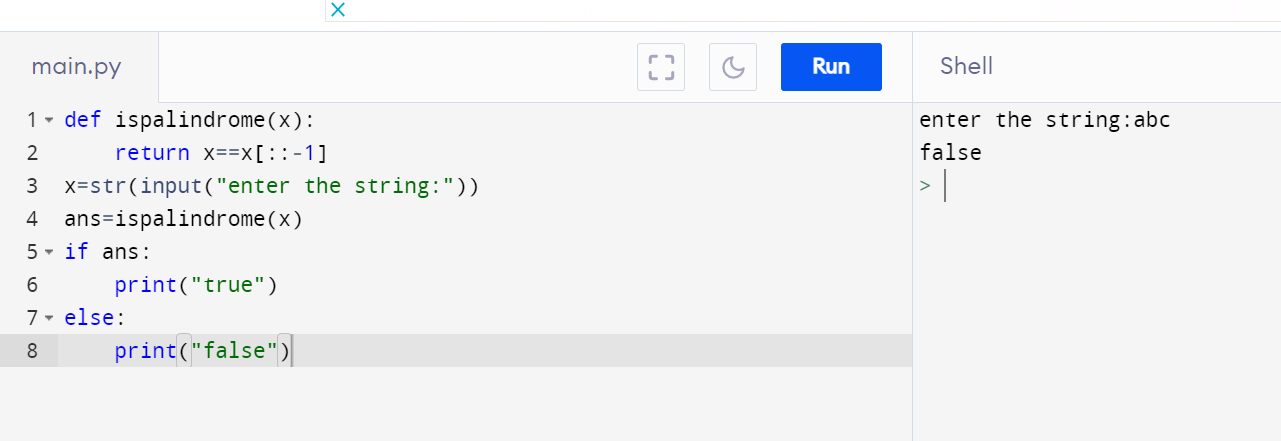 main.py
Run
Shell
1 def ispalindrome(x):
2     return x==x[::-1]
3 x=str(input("enter the string:"))
4 ans=ispalindrome(x)
5 if ans:
6     print("true")
7 else:
8     print("false")
enter the string:abc
false
>